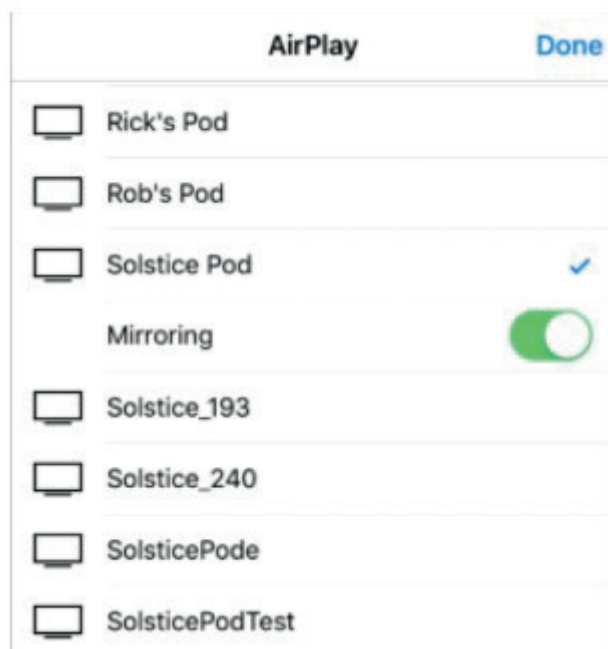 AirPlay Done
Rick's Pod
Rob's Pod
Solstice Pod
Mirroring
Solstice_193
Solstice_240
SolsticePode
SolsticePodTest